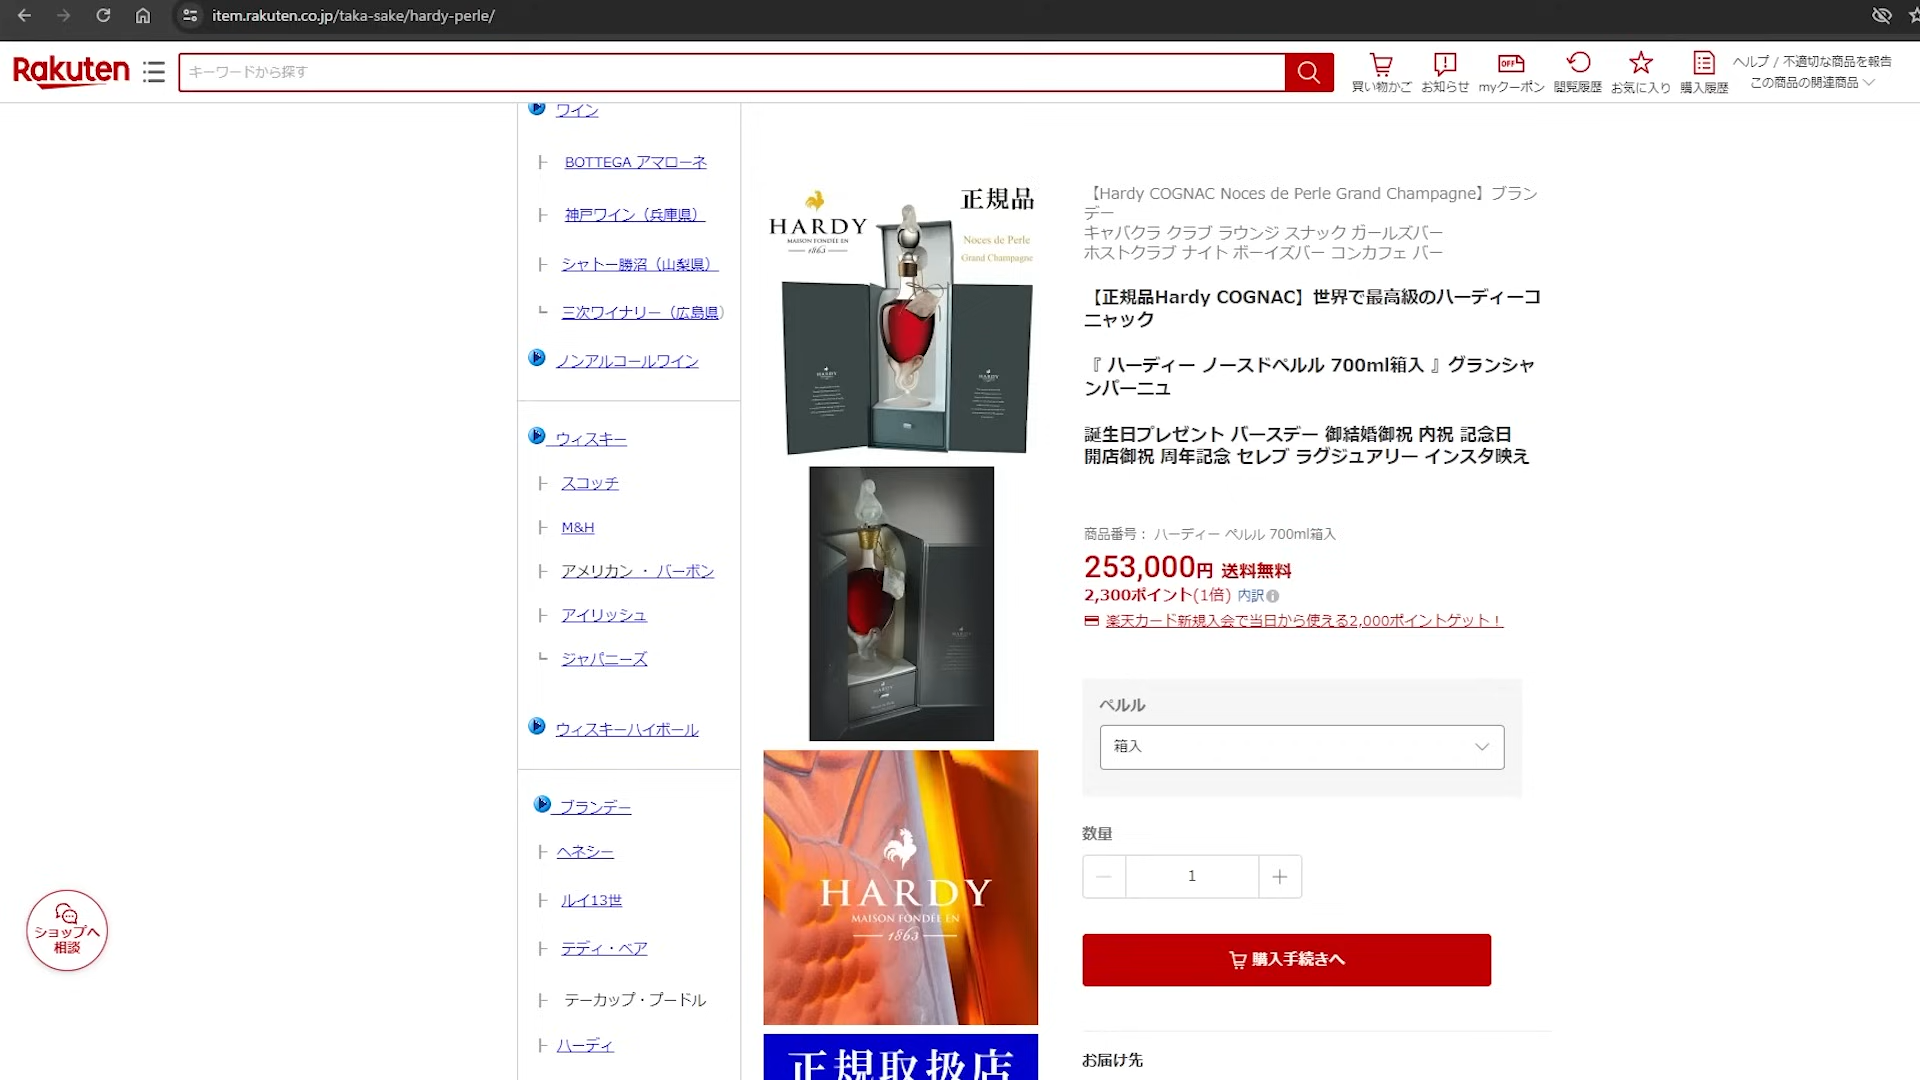 item.rakuten.co.jp/taka-sake/hardy-perle/
Rakuten
キーワードから探す
買い物かご
お知らせ
OFF
myクーポン
閲覧履歴
お気に入り
購入履歴
ヘルプ / 不適切な商品を報告
この商品の関連商品
ワイン
├ BOTTEGA アマローネ
├ 神戸ワイン（兵庫県）
├ シャトー勝沼（山梨県）
└ 三次ワイナリー（広島県）
ノンアルコールワイン
ウィスキー
├ スコッチ
├ M&H
├ アメリカン ・ バーボン
├ アイリッシュ
└ ジャパニーズ
ウィスキーハイボール
ブランデー
├ ヘネシー
├ ルイ13世
├ テディ・ベア
├ テーカップ・プードル
├ ハーディ
ショップへ
相談
HARDY
MAISON FONDÉE EN
1863
正規品
Noces de Perle
Grand Champagne
HARDY
HARDY
HARDY
HARDY
HARDY
MAISON FONDÉE EN
1863
正規取扱店
【Hardy COGNAC Noces de Perle Grand Champagne】ブラン
デー
キャバクラ クラブ ラウンジ スナック ガールズバー
ホストクラブ ナイト ボーイズバー コンカフェ バー
【正規品Hardy COGNAC】世界で最高級のハーディーコ
ニャック
『 ハーディー ノースドペルル 700ml箱入 』グランシャ
ンパーニュ
誕生日プレゼント バースデー 御結婚御祝 内祝 記念日
開店御祝 周年記念 セレブ ラグジュアリー インスタ映え
商品番号： ハーディー ペルル 700ml箱入
253,000円 送料無料
2,300ポイント(1倍) 内訳
楽天カード新規入会で当日から使える2,000ポイントゲット！
ペルル
箱入
数量
1
購入手続きへ
お届け先